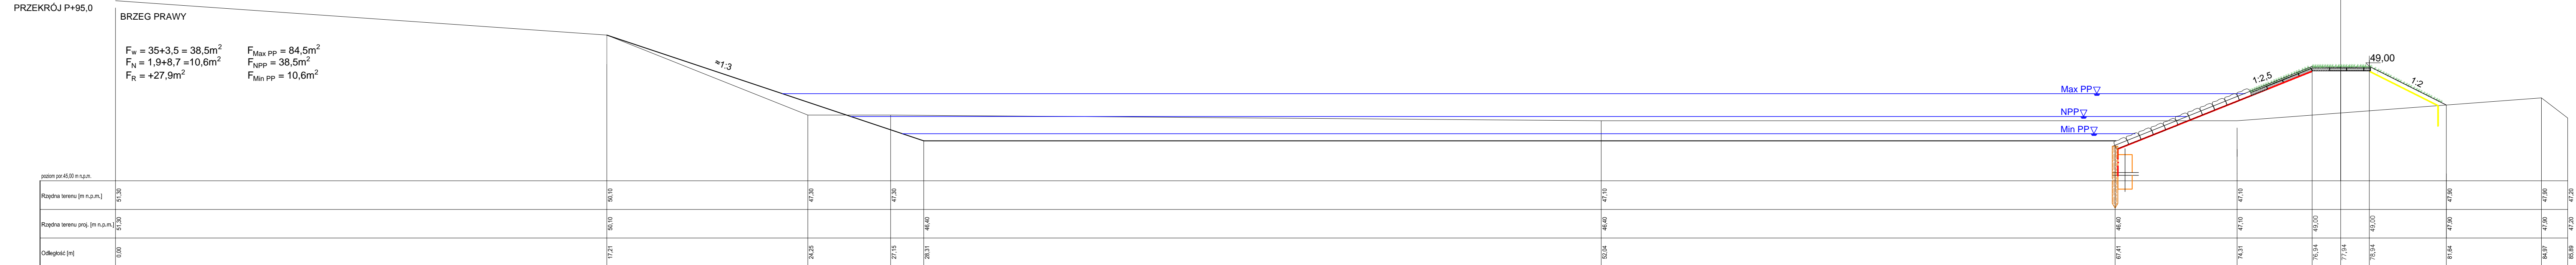 PRZEKRÓJ P+95,0
BRZEG PRAWY
Fw = 35+3,5 = 38,5m² FMax PP = 84,5m²
FN = 1,9+8,7 =10,6m² FNPP = 38,5m²
FR = +27,9m² FMin PP = 10,6m²
≈1:3
Max PP
NPP
Min PP
1:2,5
49,00
1:2
poziom por.45,00 m n.p.m.
Rzędna terenu [m n.p.m.] 51,30 50,10 47,30 47,30 47,10 47,10 47,90 47,90 47,20
Rzędna terenu proj. [m n.p.m.] 51,30 50,10 46,40 46,40 46,40 47,10 49,00 49,00 47,90 47,90 47,20
Odległość [m] 0,00 17,21 24,25 27,15 28,31 52,04 67,41 74,31 76,94 77,94 78,94 81,64 84,97 85,89